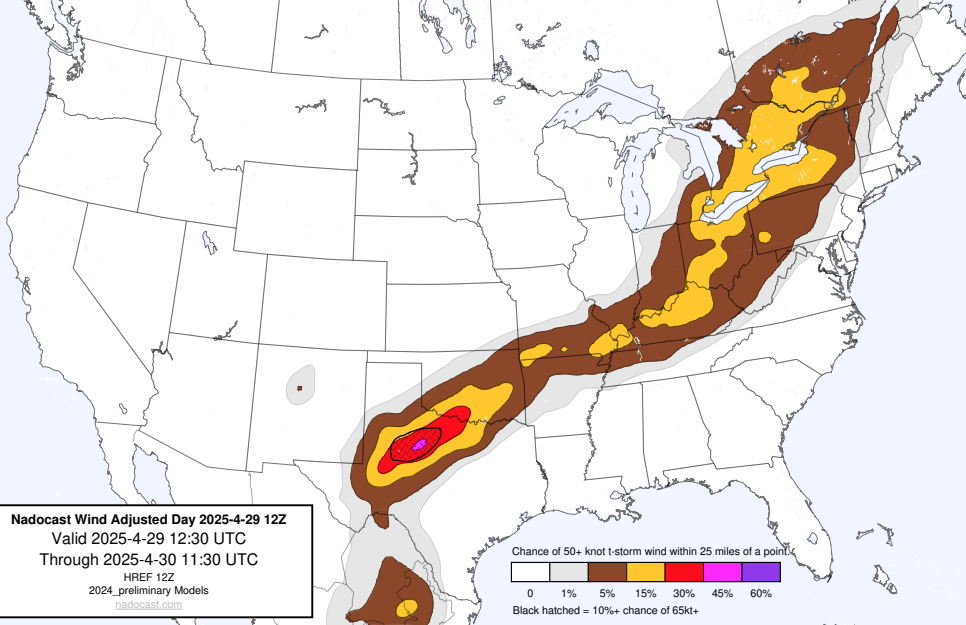 Nadocast Wind Adjusted Day 2025-4-29 12Z
Valid 2025-4-29 12:30 UTC
Through 2025-4-30 11:30 UTC
HREF 12Z
2024_preliminary Models
nadocast.com
Chance of 50+ knot t-storm wind within 25 miles of a point.
0 1% 5% 15% 30% 45% 60%
Black hatched = 10%+ chance of 65kt+